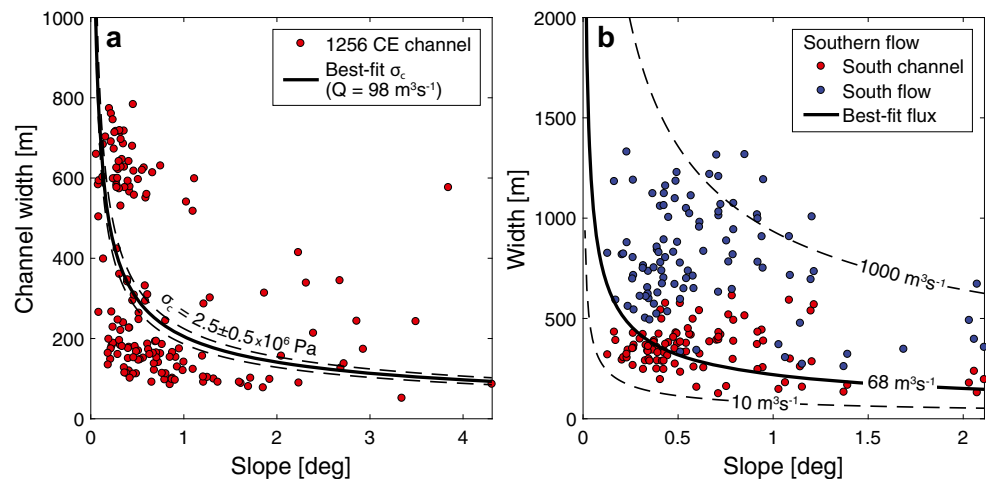 a
1256 CE channel
Best-fit σc
(Q = 98 m³s⁻¹)
σc = 2.5±0.5x10⁶ Pa
Channel width [m]
1000
800
600
400
200
0
0 1 2 3 4
Slope [deg]
b
Southern flow
South channel
South flow
Best-fit flux
1000 m³s⁻¹
68 m³s⁻¹
10 m³s⁻¹
Width [m]
2000
1500
1000
500
0
0 0.5 1 1.5 2
Slope [deg]